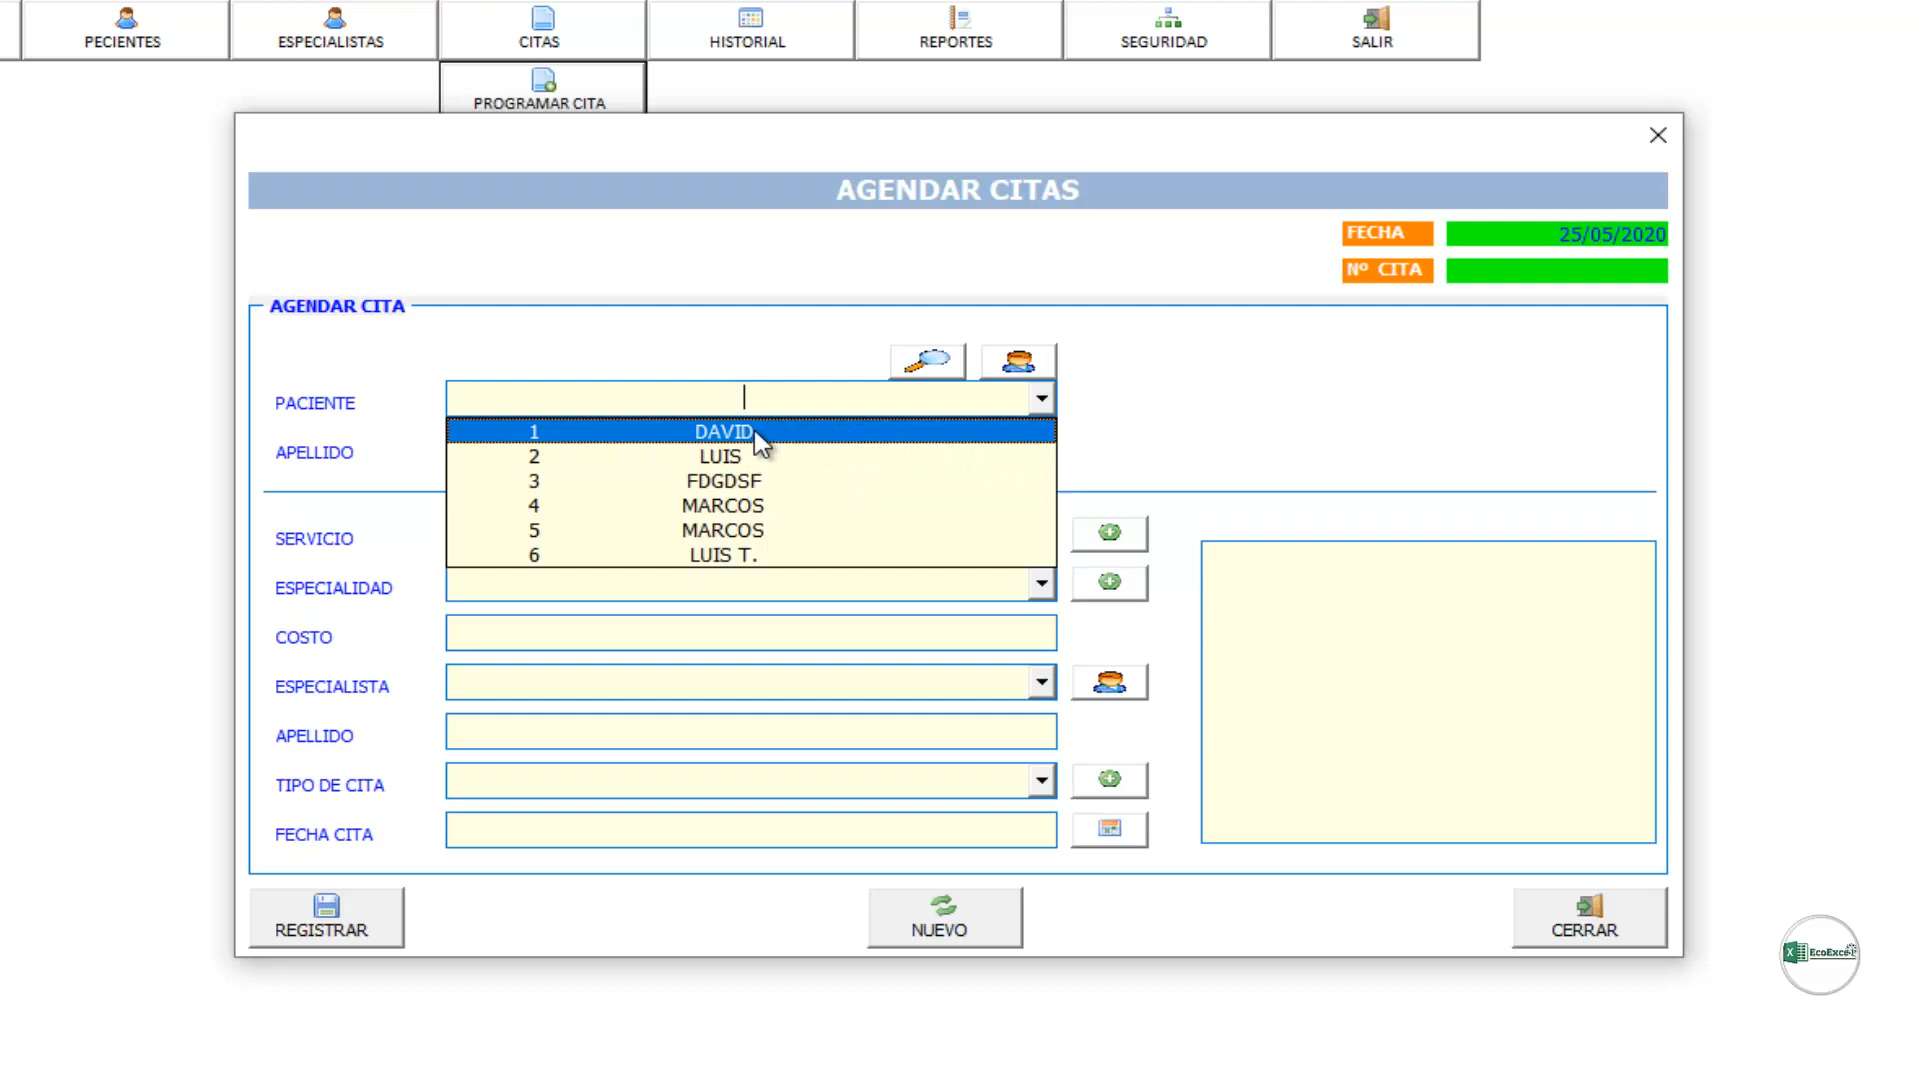 PECIENTES
ESPECIALISTAS
CITAS
HISTORIAL
REPORTES
SEGURIDAD
SALIR
PROGRAMAR CITA
AGENDAR CITAS
FECHA 25/05/2020
Nº CITA
AGENDAR CITA
PACIENTE
1 DAVID
2 LUIS
3 FDGDSF
4 MARCOS
5 MARCOS
6 LUIS T.
APELLIDO
SERVICIO
ESPECIALIDAD
COSTO
ESPECIALISTA
APELLIDO
TIPO DE CITA
FECHA CITA
REGISTRAR
NUEVO
CERRAR
EcoExcel